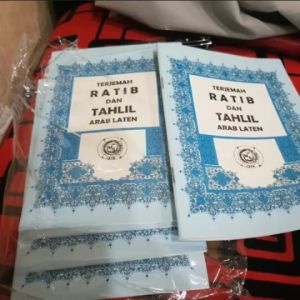 TERJEMAH
RATIB
DAN
TAHLIL
ARAB LATEN
TERJEMAH
RATIB
DAN
TAHLIL
ARAB LATEN